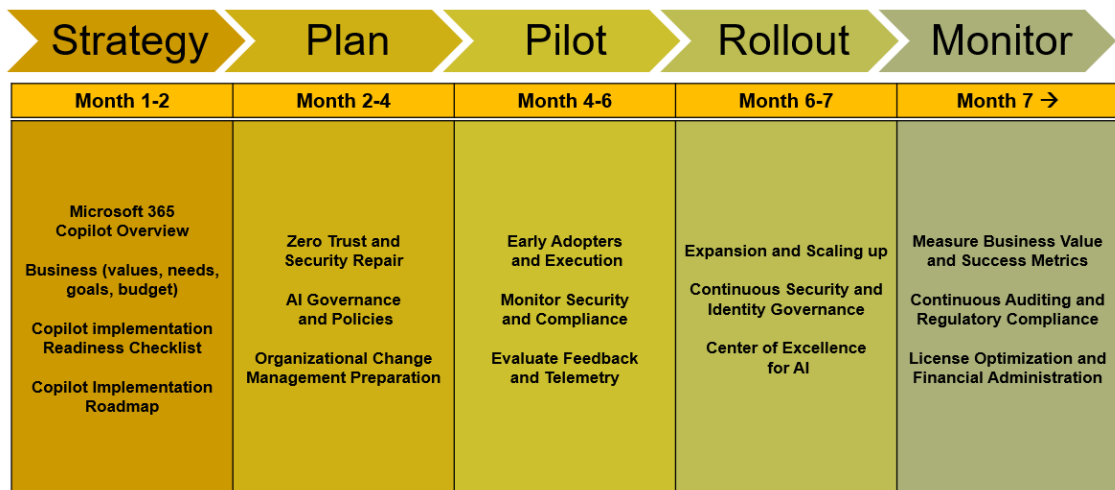 Strategy
Plan
Pilot
Rollout
Monitor
Month 1-2
Month 2-4
Month 4-6
Month 6-7
Month 7 →
Microsoft 365
Copilot Overview
Business (values, needs,
goals, budget)
Copilot implementation
Readiness Checklist
Copilot Implementation
Roadmap
Zero Trust and
Security Repair
AI Governance
and Policies
Organizational Change
Management Preparation
Early Adopters
and Execution
Monitor Security
and Compliance
Evaluate Feedback
and Telemetry
Expansion and Scaling up
Continuous Security and
Identity Governance
Center of Excellence
for AI
Measure Business Value
and Success Metrics
Continuous Auditing and
Regulatory Compliance
License Optimization and
Financial Administration